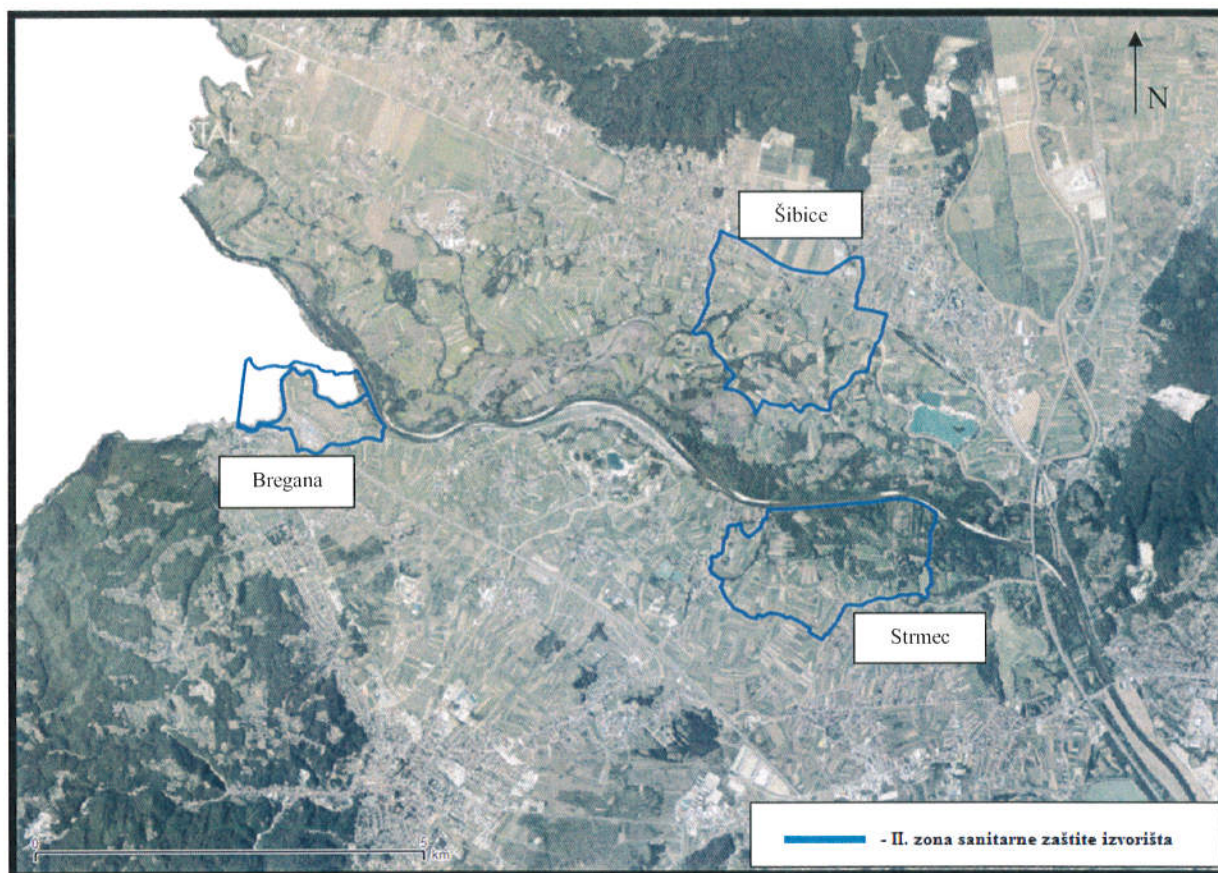 N
Šibice
Bregana
Strmec
0 5
km
- II. zona sanitarne zaštite izvorišta